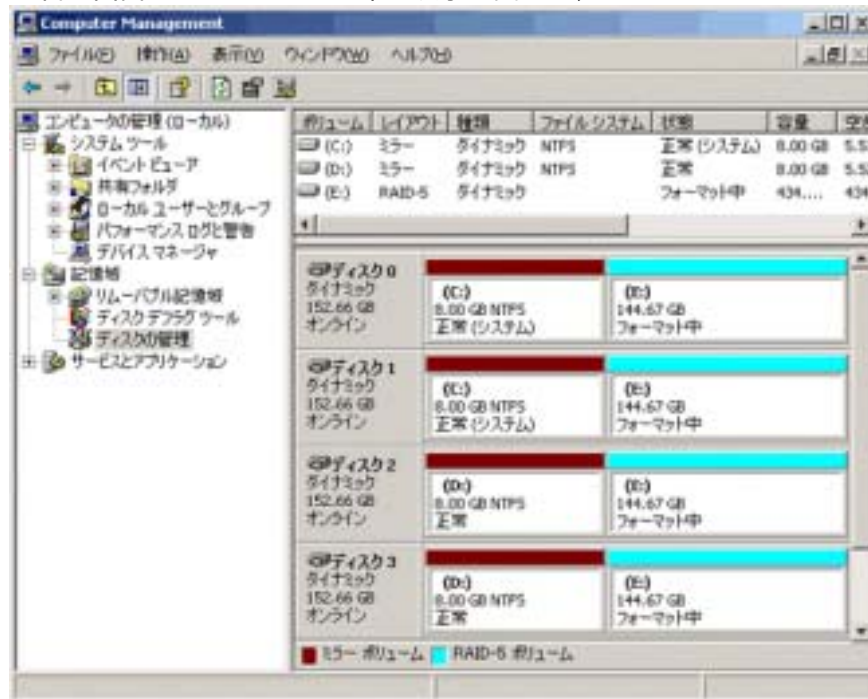 Computer Management
ファイル(F) 操作(A) 表示(V) ウィンドウ(W) ヘルプ(H)
コンピュータの管理 (ローカル)
システム ツール
イベント ビューア
共有フォルダ
ローカル ユーザーとグループ
パフォーマンス ログと警告
デバイス マネージャ
記憶域
リムーバブル記憶域
ディスク デフラグ ツール
ディスクの管理
サービスとアプリケーション
ボリューム レイアウト 種類 ファイル システム 状態 容量
(C:) ミラー ダイナミック NTFS 正常 (システム) 8.00 GB
(D:) ミラー ダイナミック NTFS 正常 8.00 GB
(E:) RAID-5 ダイナミック フォーマット中 434....
ディスク 0
ダイナミック
152.66 GB
オンライン
(C:)
8.00 GB NTFS
正常 (システム)
(E:)
144.67 GB
フォーマット中
ディスク 1
ダイナミック
152.66 GB
オンライン
(C:)
8.00 GB NTFS
正常 (システム)
(E:)
144.67 GB
フォーマット中
ディスク 2
ダイナミック
152.66 GB
オンライン
(D:)
8.00 GB NTFS
正常
(E:)
144.67 GB
フォーマット中
ディスク 3
ダイナミック
152.66 GB
オンライン
(D:)
8.00 GB NTFS
正常
(E:)
144.67 GB
フォーマット中
ミラー ボリューム RAID-5 ボリューム